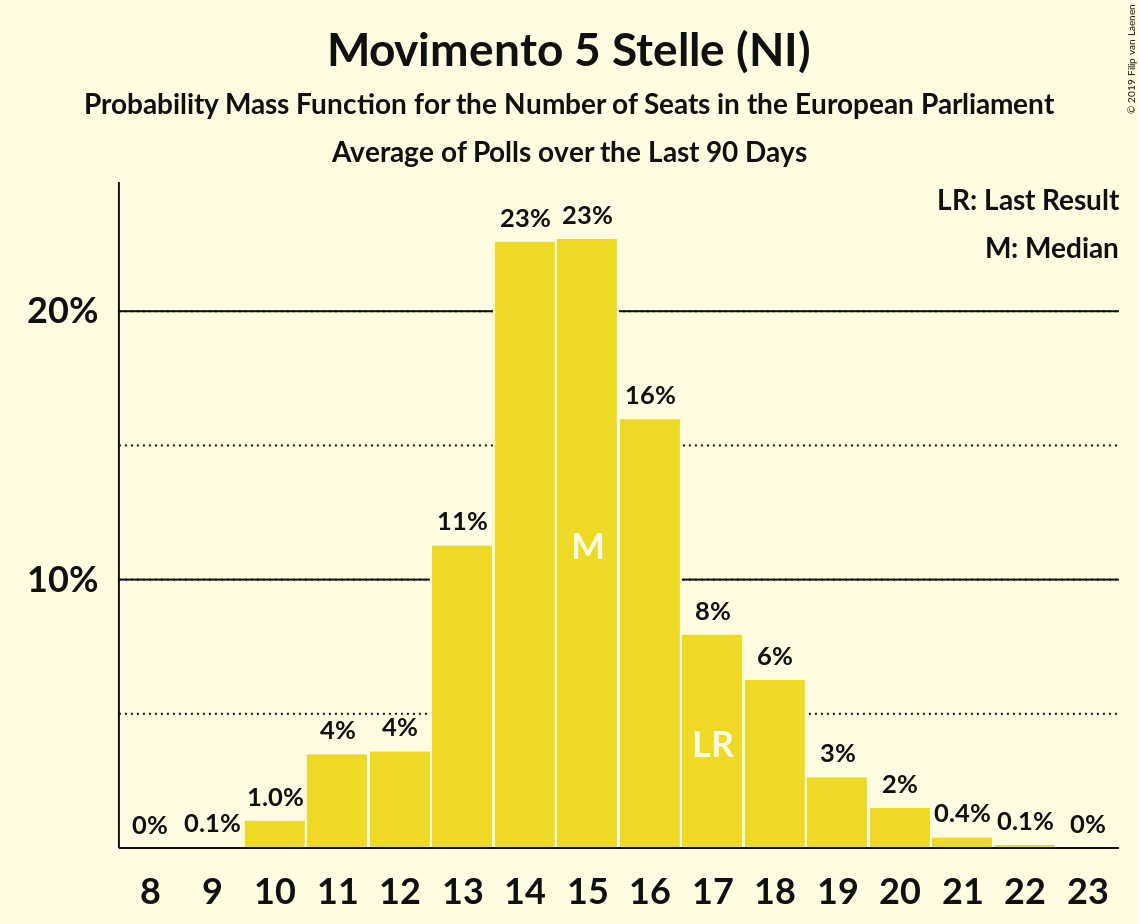 Movimento 5 Stelle (NI)
Probability Mass Function for the Number of Seats in the European Parliament
Average of Polls over the Last 90 Days
© 2019 Filip van Laenen
LR: Last Result
M: Median
23% 23%
20%
16%
11%
M
10%
8%
6%
LR
4% 4%
3%
2%
0% 0.1% 1.0% 0.4% 0.1% 0%
8 9 10 11 12 13 14 15 16 17 18 19 20 21 22 23